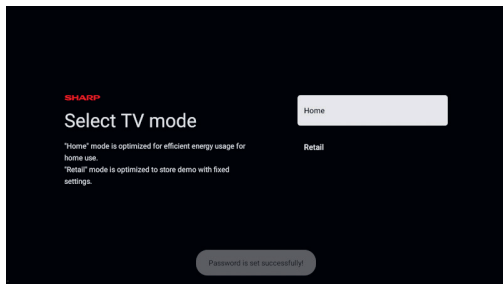 SHARP
Select TV mode
"Home" mode is optimized for efficient energy usage for
home use.
"Retail" mode is optimized to store demo with fixed
settings.
Home
Retail
Password is set successfully!